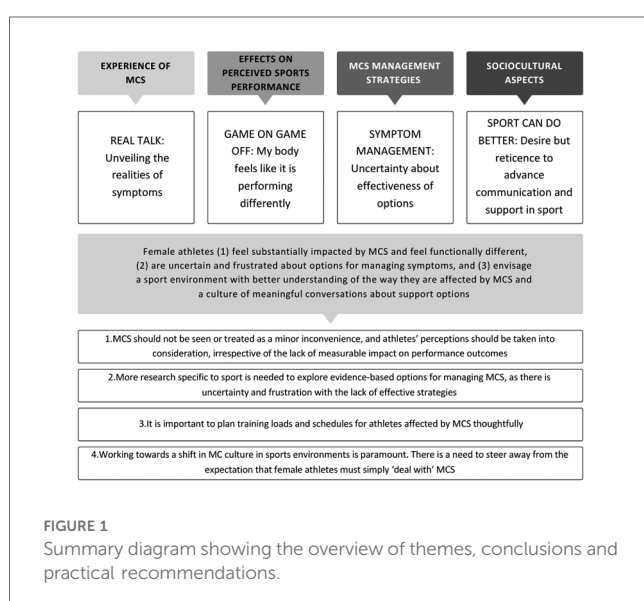 EXPERIENCE OF
MCS
EFFECTS ON
PERCEIVED SPORTS
PERFORMANCE
MCS MANAGEMENT
STRATEGIES
SOCIOCULTURAL
ASPECTS
REAL TALK:
Unveiling the
realities of
symptoms
GAME ON GAME
OFF: My body
feels like it is
performing
differently
SYMPTOM
MANAGEMENT:
Uncertainty about
effectiveness of
options
SPORT CAN DO
BETTER: Desire but
reticence to
advance
communication and
support in sport
Female athletes (1) feel substantially impacted by MCS and feel functionally different,
(2) are uncertain and frustrated about options for managing symptoms, and (3) envisage
a sport environment with better understanding of the way they are affected by MCS and
a culture of meaningful conversations about support options
1.MCS should not be seen or treated as a minor inconvenience, and athletes' perceptions should be taken into
consideration, irrespective of the lack of measurable impact on performance outcomes
2.More research specific to sport is needed to explore evidence-based options for managing MCS, as there is
uncertainty and frustration with the lack of effective strategies
3.It is important to plan training loads and schedules for athletes affected by MCS thoughtfully
4.Working towards a shift in MC culture in sports environments is paramount. There is a need to steer away from the
expectation that female athletes must simply 'deal with' MCS
FIGURE 1
Summary diagram showing the overview of themes, conclusions and
practical recommendations.